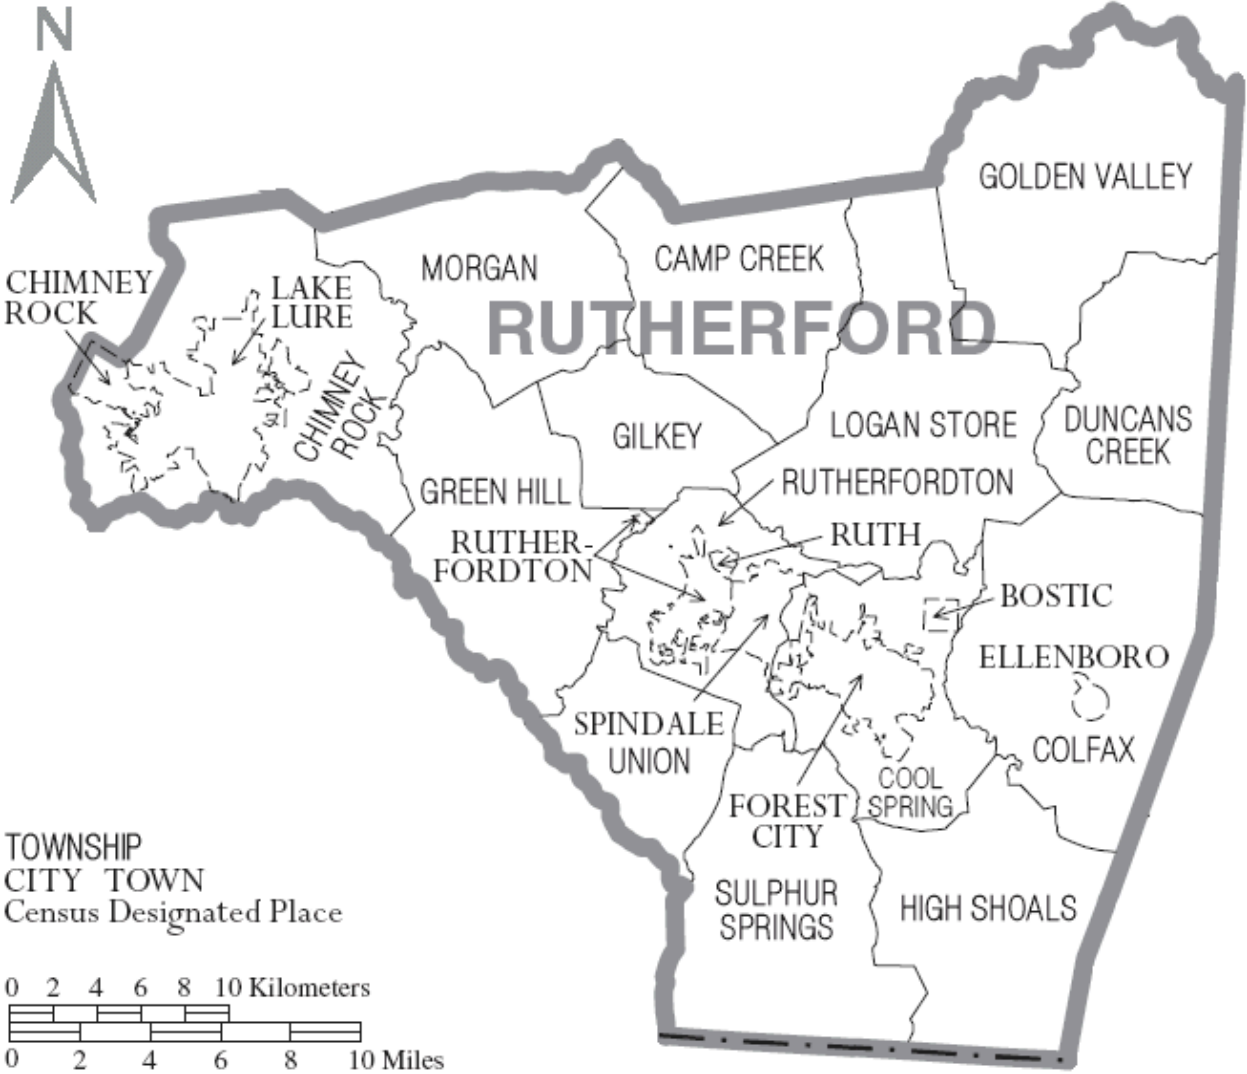 N
GOLDEN VALLEY
MORGAN
CAMP CREEK
CHIMNEY
ROCK
LAKE
LURE
RUTHERFORD
CHIMNEY
ROCK
GILKEY
LOGAN STORE
DUNCANS
CREEK
GREEN HILL
RUTHERFORDTON
RUTHER-
FORDTON
RUTH
BOSTIC
ELLENBORO
SPINDALE
UNION
COLFAX
COOL
SPRING
FOREST
CITY
SULPHUR
SPRINGS
HIGH SHOALS
TOWNSHIP
CITY TOWN
Census Designated Place
0 2 4 6 8 10 Kilometers
0 2 4 6 8 10 Miles